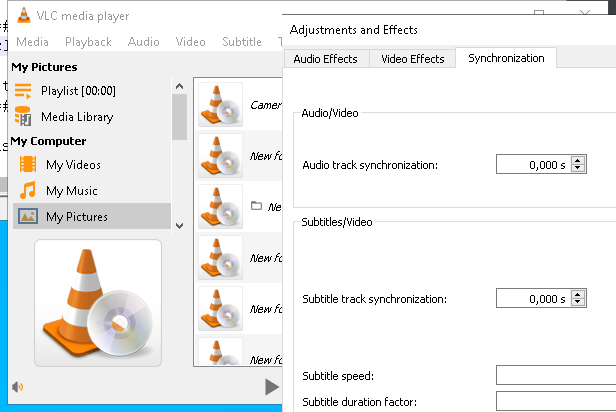 VLC media player
Media Playback Audio Video Subtitle
My Pictures
Playlist [00:00]
Media Library
My Computer
My Videos
My Music
My Pictures
Camer
New fo
Ne
New fo
New fo
New fo
Adjustments and Effects
Audio Effects Video Effects Synchronization
Audio/Video
Audio track synchronization: 0,000 s
Subtitles/Video
Subtitle track synchronization: 0,000 s
Subtitle speed:
Subtitle duration factor: